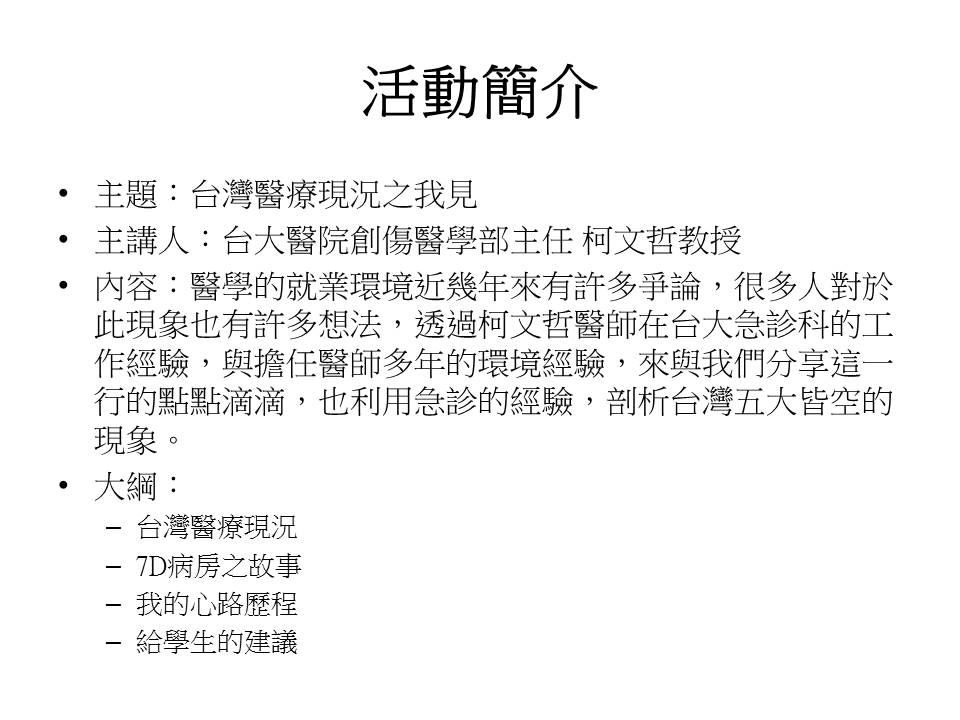 活動簡介
• 主題：台灣醫療現況之我見
• 主講人：台大醫院創傷醫學部主任 柯文哲教授
• 內容：醫學的就業環境近幾年來有許多爭論，很多人對於
此現象也有許多想法，透過柯文哲醫師在台大急診科的工
作經驗，與擔任醫師多年的環境經驗，來與我們分享這一
行的點點滴滴，也利用急診的經驗，剖析台灣五大皆空的
現象。
• 大綱：
– 台灣醫療現況
– 7D病房之故事
– 我的心路歷程
– 給學生的建議